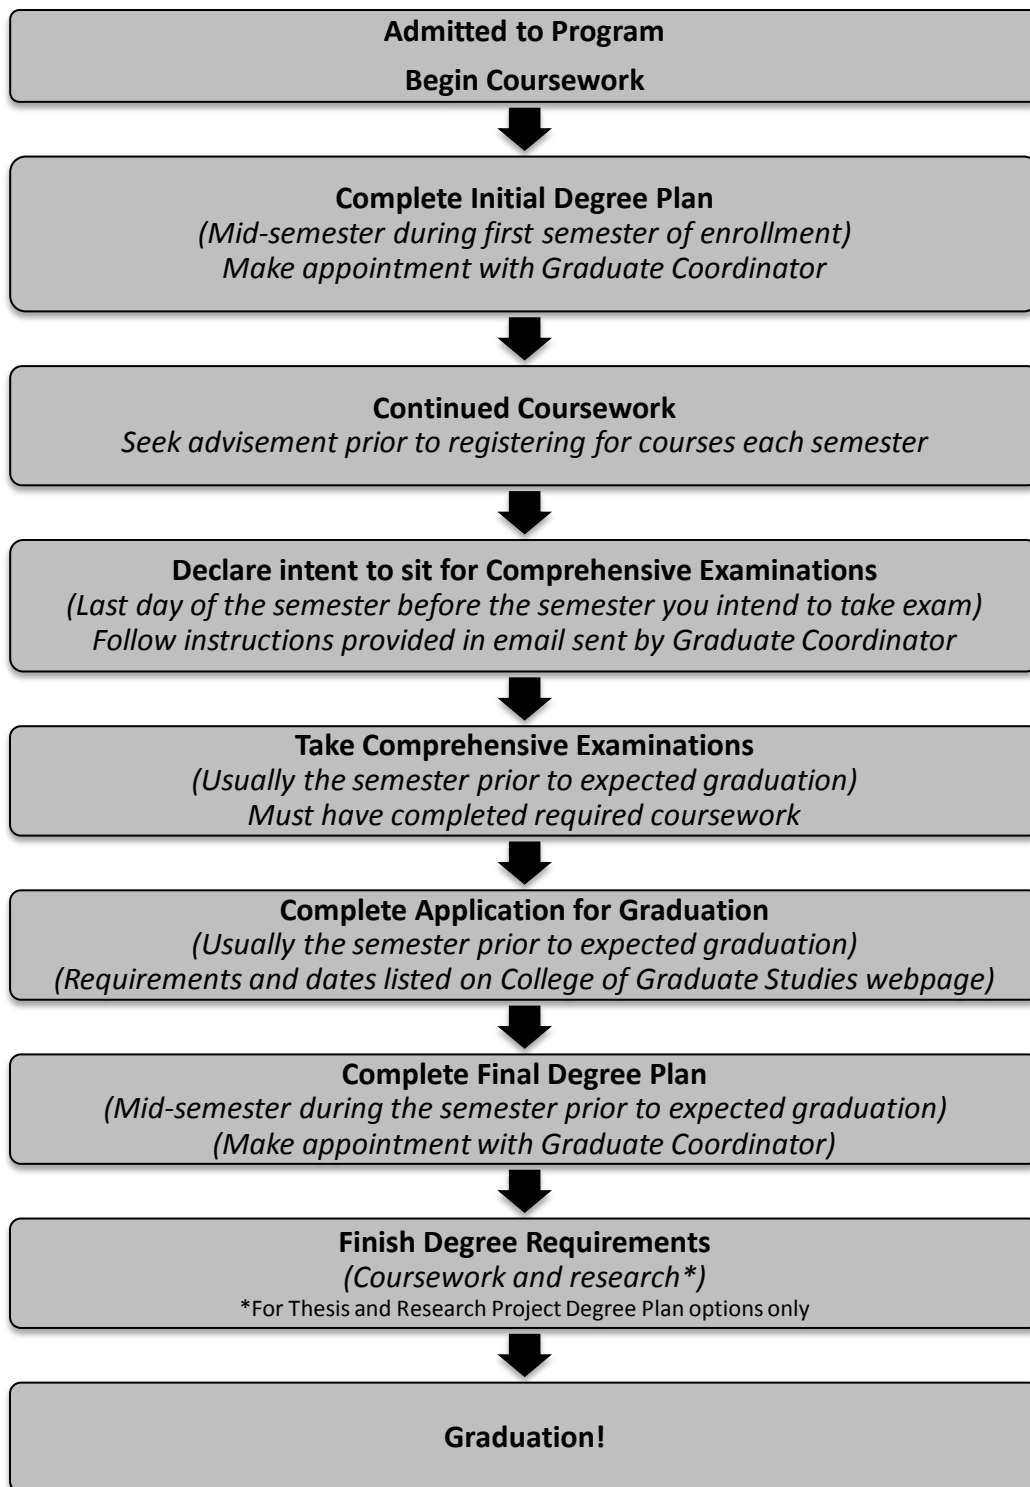 Admitted to Program
Begin Coursework
Complete Initial Degree Plan
(Mid-semester during first semester of enrollment)
Make appointment with Graduate Coordinator
Continued Coursework
Seek advisement prior to registering for courses each semester
Declare intent to sit for Comprehensive Examinations
(Last day of the semester before the semester you intend to take exam)
Follow instructions provided in email sent by Graduate Coordinator
Take Comprehensive Examinations
(Usually the semester prior to expected graduation)
Must have completed required coursework
Complete Application for Graduation
(Usually the semester prior to expected graduation)
(Requirements and dates listed on College of Graduate Studies webpage)
Complete Final Degree Plan
(Mid-semester during the semester prior to expected graduation)
(Make appointment with Graduate Coordinator)
Finish Degree Requirements
(Coursework and research*)
*For Thesis and Research Project Degree Plan options only
Graduation!